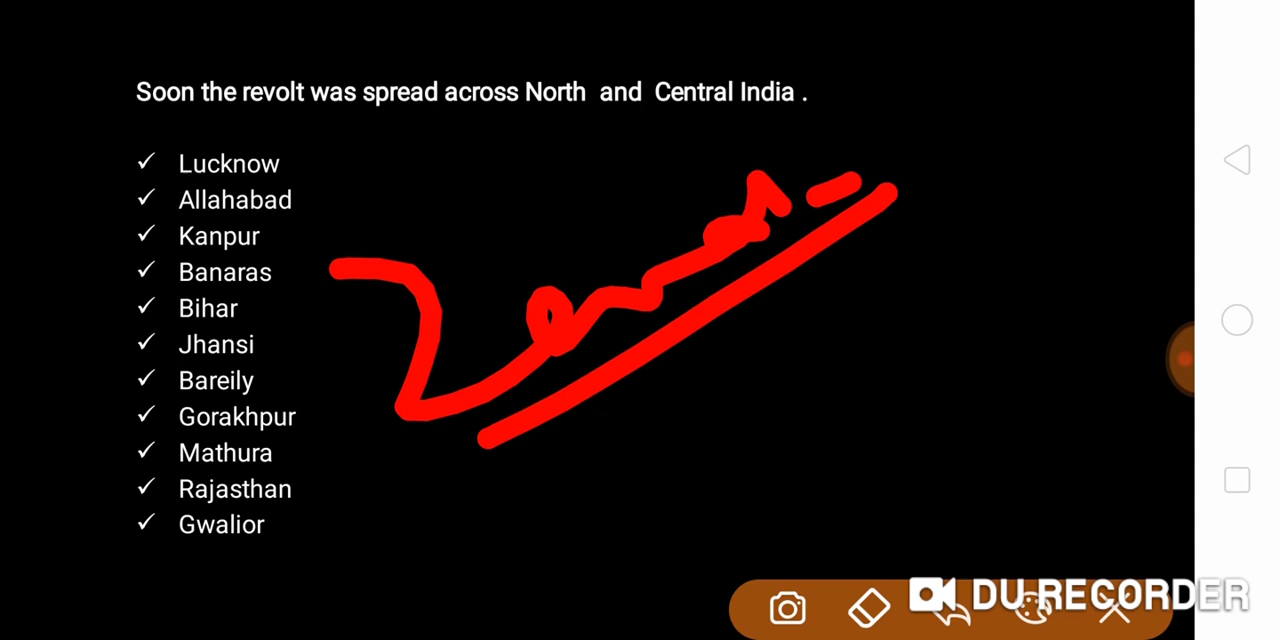 Soon the revolt was spread across North and Central India .
✓ Lucknow
✓ Allahabad
✓ Kanpur
✓ Banaras
✓ Bihar
✓ Jhansi
✓ Bareily
✓ Gorakhpur
✓ Mathura
✓ Rajasthan
✓ Gwalior
DU RECORDER